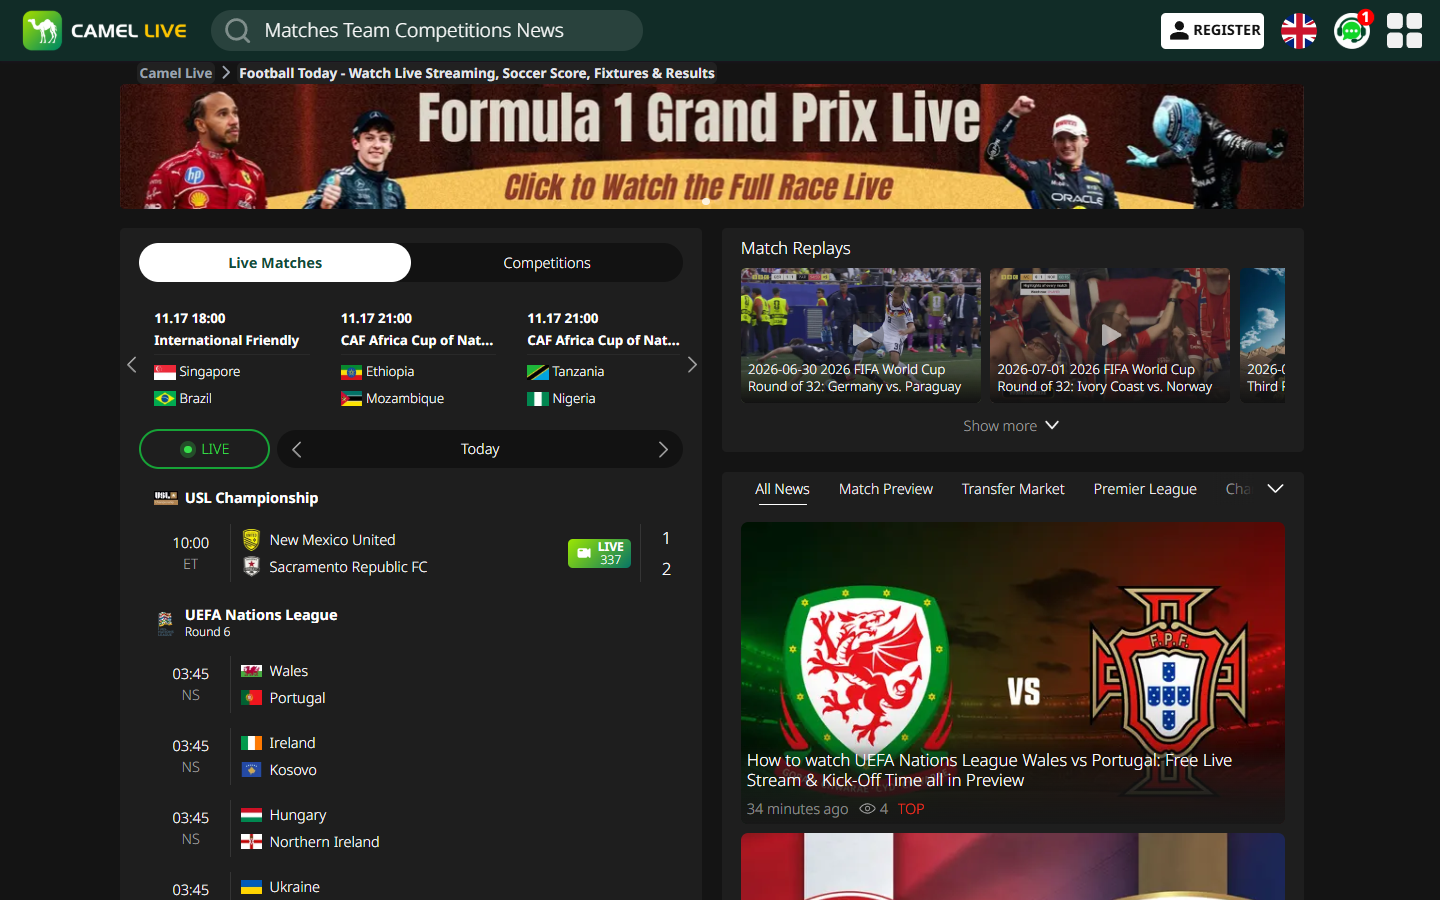 CAMEL LIVE
Matches Team Competitions News
REGISTER
1
Camel Live
Football Today - Watch Live Streaming, Soccer Score, Fixtures & Results
Formula 1 Grand Prix Live
Click to Watch the Full Race Live
hp
ORACLE
Live Matches
Competitions
11.17 18:00
International Friendly
Singapore
Brazil
11.17 21:00
CAF Africa Cup of Nat...
Ethiopia
Mozambique
11.17 21:00
CAF Africa Cup of Nat...
Tanzania
Nigeria
LIVE
Today
USL Championship
10:00
ET
New Mexico United
Sacramento Republic FC
LIVE
337
1
2
UEFA Nations League
Round 6
03:45
NS
Wales
Portugal
03:45
NS
Ireland
Kosovo
03:45
NS
Hungary
Northern Ireland
03:45
Ukraine
Match Replays
2026-06-30 2026 FIFA World Cup
Round of 32: Germany vs. Paraguay
2026-07-01 2026 FIFA World Cup
Round of 32: Ivory Coast vs. Norway
2026-0
Third
Show more
All News
Match Preview
Transfer Market
Premier League
Cha
F.P.F.
VS
How to watch UEFA Nations League Wales vs Portugal: Free Live
Stream & Kick-Off Time all in Preview
34 minutes ago
4
TOP